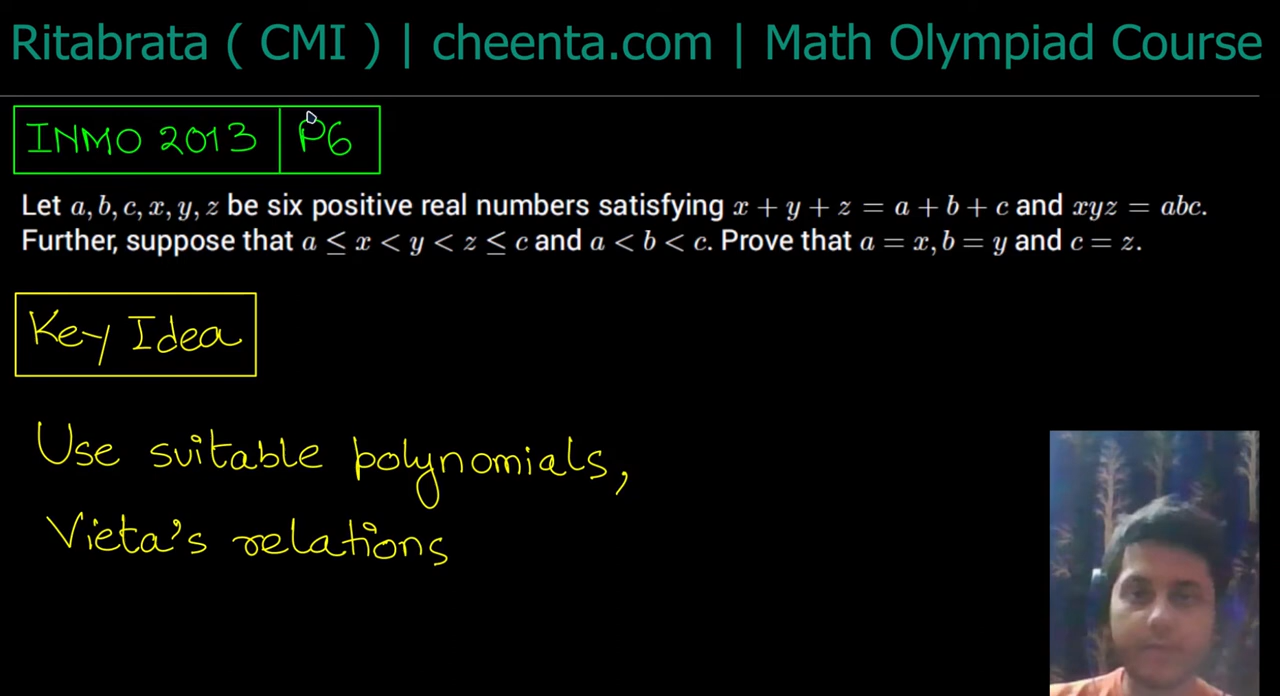 Ritabrata ( CMI ) | cheenta.com | Math Olympiad Course
INMO 2013 P6
Let a, b, c, x, y, z be six positive real numbers satisfying x + y + z = a + b + c and xyz = abc.
Further, suppose that a ≤ x < y < z ≤ c and a < b < c. Prove that a = x, b = y and c = z.
Key Idea
Use suitable polynomials,
Vieta's relations